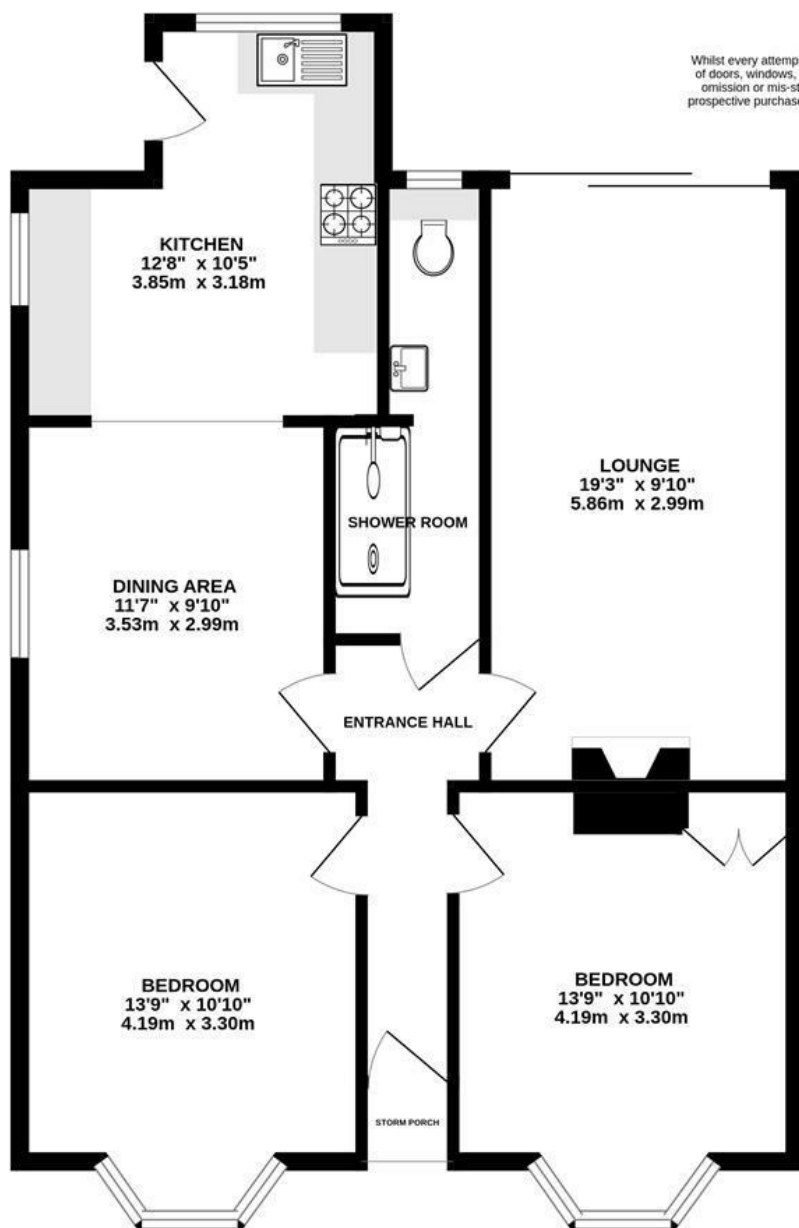 Whilst every attemp
of doors, windows,
omission or mis-st
prospective purchase
KITCHEN
12'8" x 10'5"
3.85m x 3.18m
LOUNGE
19'3" x 9'10"
5.86m x 2.99m
SHOWER ROOM
DINING AREA
11'7" x 9'10"
3.53m x 2.99m
ENTRANCE HALL
BEDROOM
13'9" x 10'10"
4.19m x 3.30m
BEDROOM
13'9" x 10'10"
4.19m x 3.30m
STORM PORCH